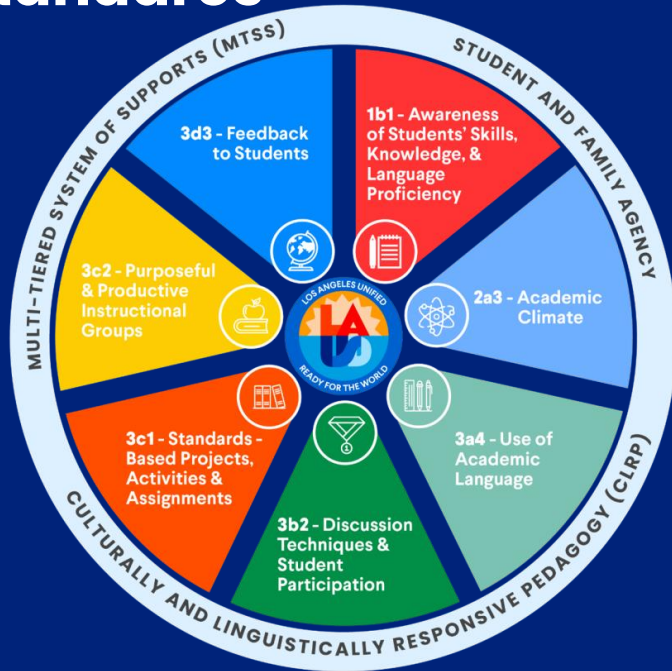 MULTI-TIERED SYSTEM OF SUPPORTS (MTSS)
STUDENT AND FAMILY AGENCY
CULTURALLY AND LINGUISTICALLY RESPONSIVE PEDAGOGY (CLRP)
3d3 - Feedback
to Students
1b1 - Awareness
of Students' Skills,
Knowledge, &
Language
Proficiency
3c2 - Purposeful
& Productive
Instructional
Groups
2a3 - Academic
Climate
LOS ANGELES UNIFIED
LA
US
READY FOR THE WORLD
3c1 - Standards -
Based Projects,
Activities &
Assignments
3a4 - Use of
Academic
Language
1
3b2 - Discussion
Techniques &
Student
Participation